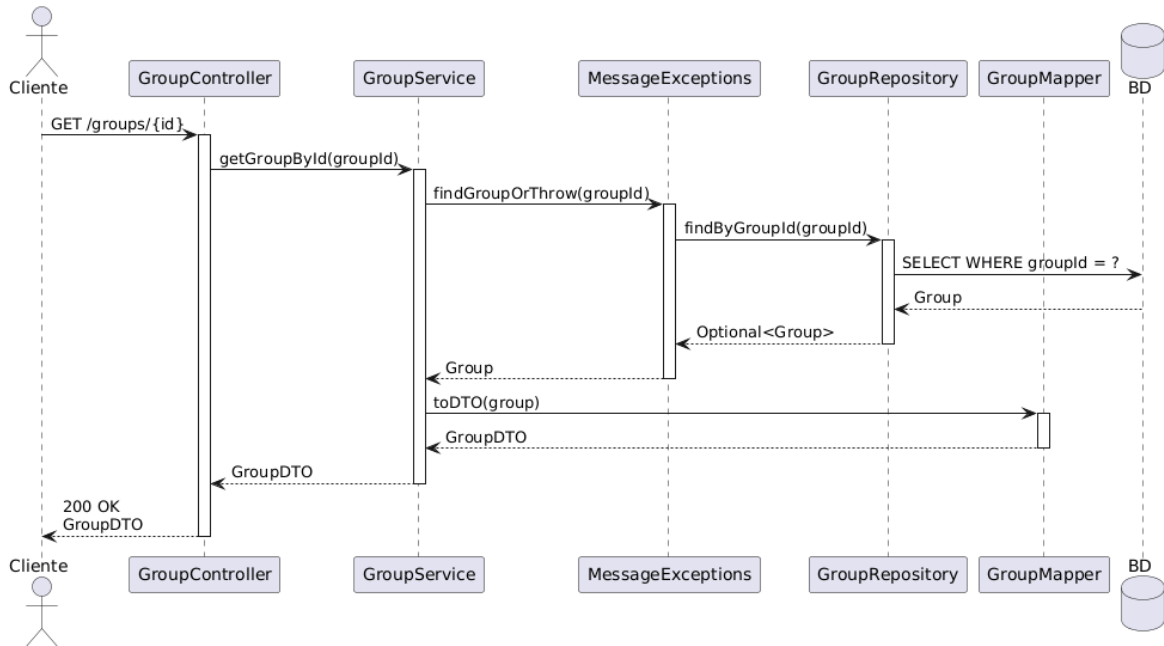 Cliente
GroupController
GroupService
MessageExceptions
GroupRepository
GroupMapper
BD
GET /groups/{id}
getGroupById(groupId)
findGroupOrThrow(groupId)
findByGroupId(groupId)
SELECT WHERE groupId = ?
Group
Optional<Group>
Group
toDTO(group)
GroupDTO
GroupDTO
200 OK
GroupDTO
Cliente
GroupController
GroupService
MessageExceptions
GroupRepository
GroupMapper
BD